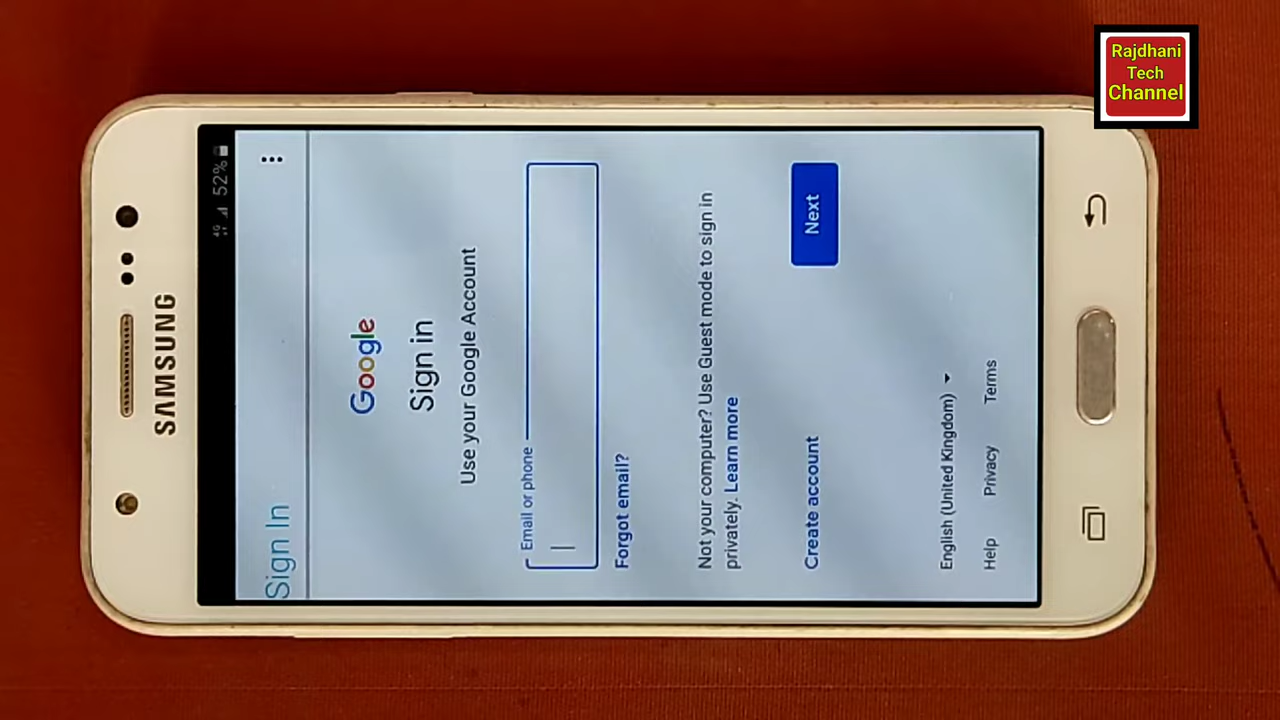 Rajdhani
Tech
Channel
SAMSUNG
4G 52%
Sign In
Google
Sign in
Use your Google Account
Email or phone
Forgot email?
Not your computer? Use Guest mode to sign in
privately. Learn more
Create account
Next
English (United Kingdom)
Help Privacy Terms